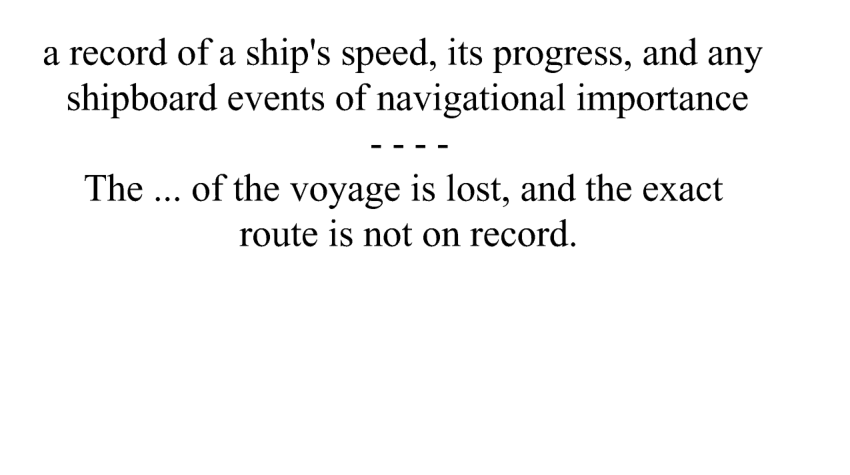 a record of a ship's speed, its progress, and any
shipboard events of navigational importance
- - - -
The ... of the voyage is lost, and the exact
route is not on record.